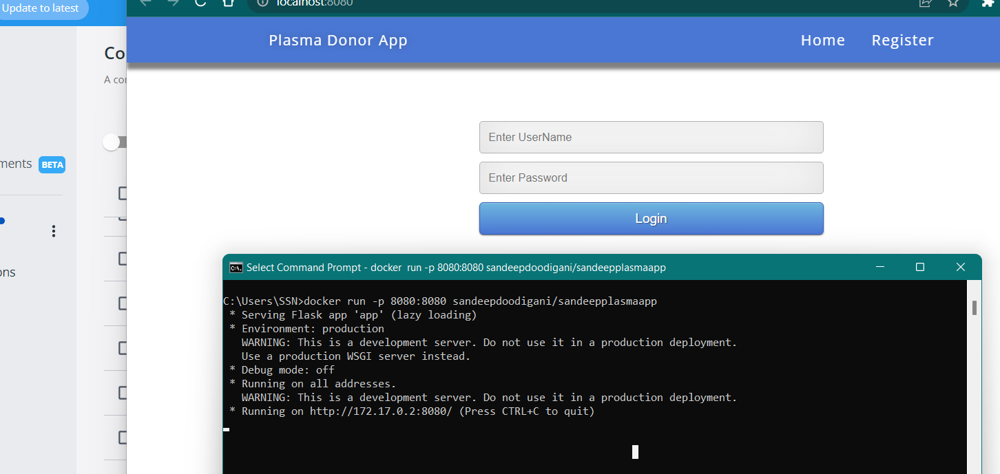 Update to latest
localhost:8080
Plasma Donor App
Home
Register
Co
A cor
ments BETA
ons
Enter UserName
Enter Password
Login
Select Command Prompt - docker  run -p 8080:8080 sandeepdoodigani/sandeepplasmaapp
C:\Users\SSN>docker run -p 8080:8080 sandeepdoodigani/sandeepplasmaapp
 * Serving Flask app 'app' (lazy loading)
 * Environment: production
   WARNING: This is a development server. Do not use it in a production deployment.
   Use a production WSGI server instead.
 * Debug mode: off
 * Running on all addresses.
   WARNING: This is a development server. Do not use it in a production deployment.
 * Running on http://172.17.0.2:8080/ (Press CTRL+C to quit)